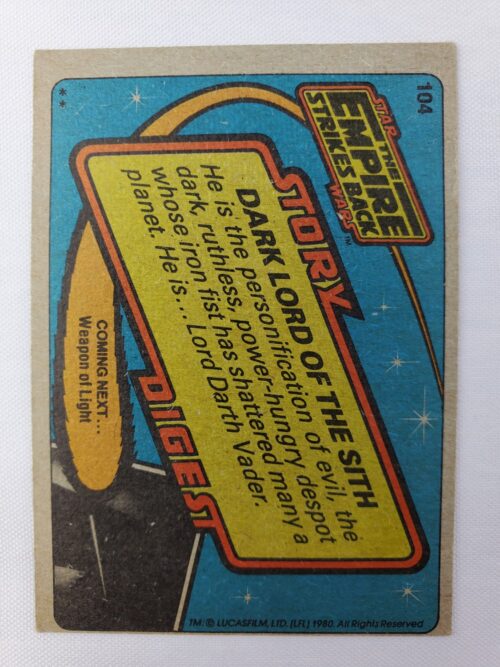 104
STAR
THE
EMPIRE
STRIKES BACK
WARS™
STORY
DARK LORD OF THE SITH
He is the personification of evil, the
dark, ruthless, power-hungry despot
whose iron fist has shattered many a
planet. He is... Lord Darth Vader.
DIGEST
COMING NEXT...
Weapon of Light
**
TM: © LUCASFILM, LTD. (LFL) 1980. All Rights Reserved